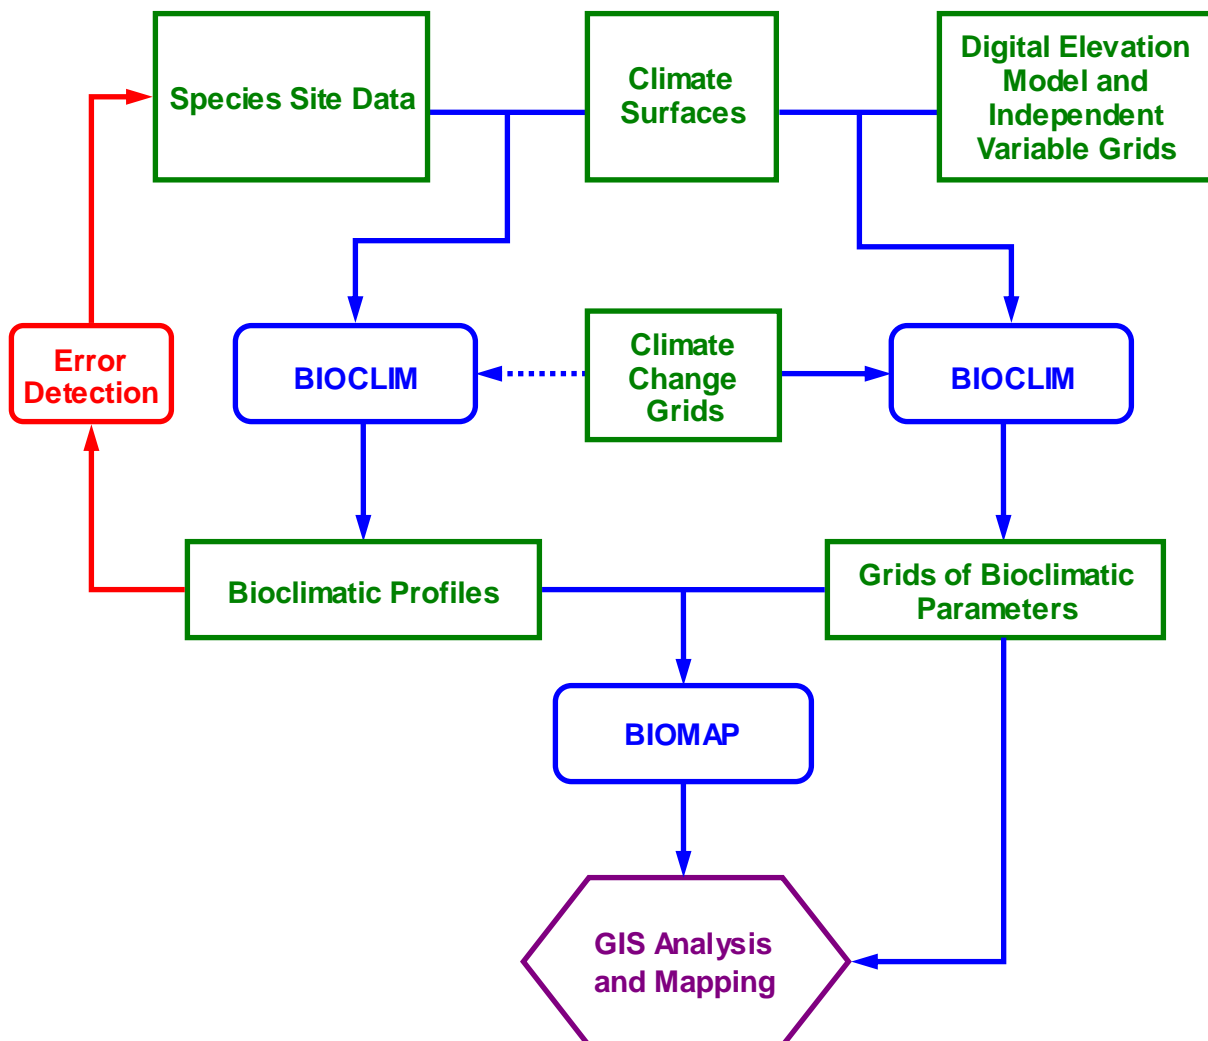 Species Site Data
Climate
Surfaces
Digital Elevation
Model and
Independent
Variable Grids
Error
Detection
BIOCLIM
Climate
Change
Grids
BIOCLIM
Bioclimatic Profiles
Grids of Bioclimatic
Parameters
BIOMAP
GIS Analysis
and Mapping